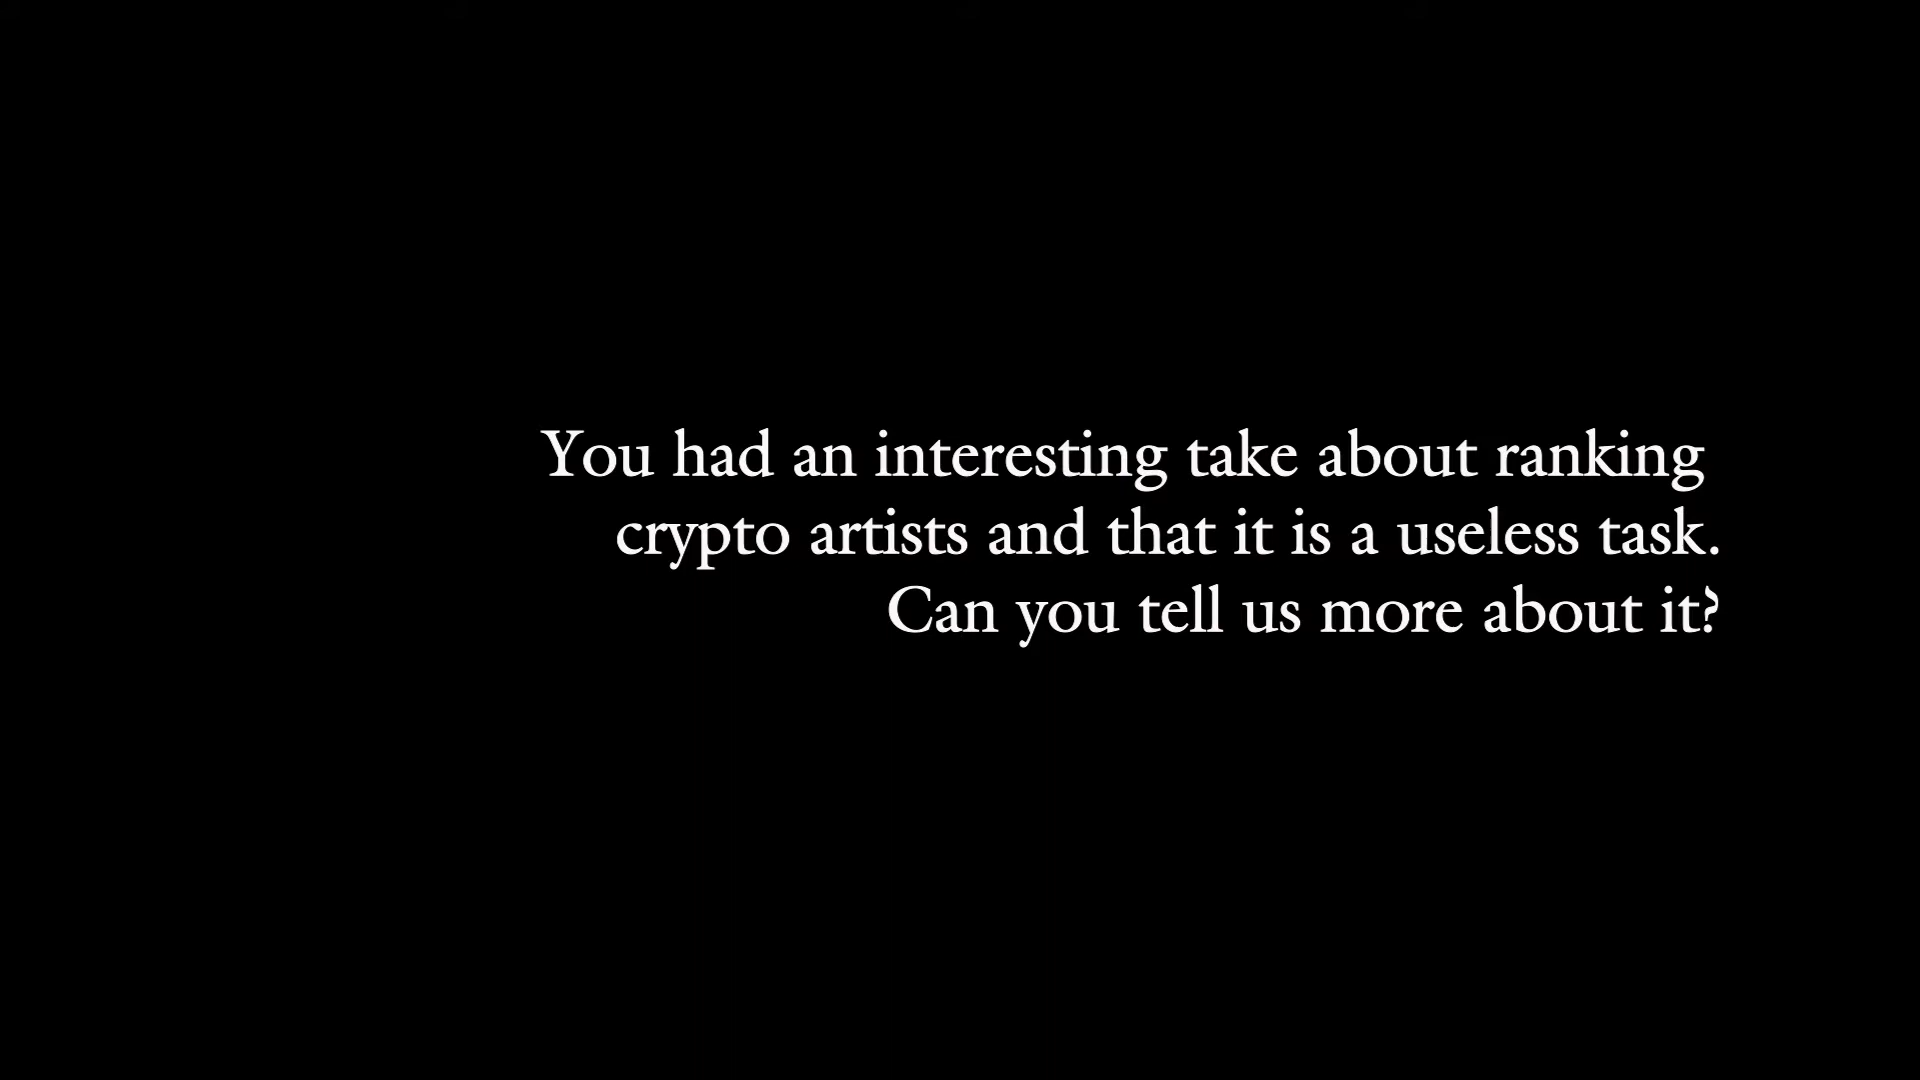 You had an interesting take about ranking
crypto artists and that it is a useless task.
Can you tell us more about it?